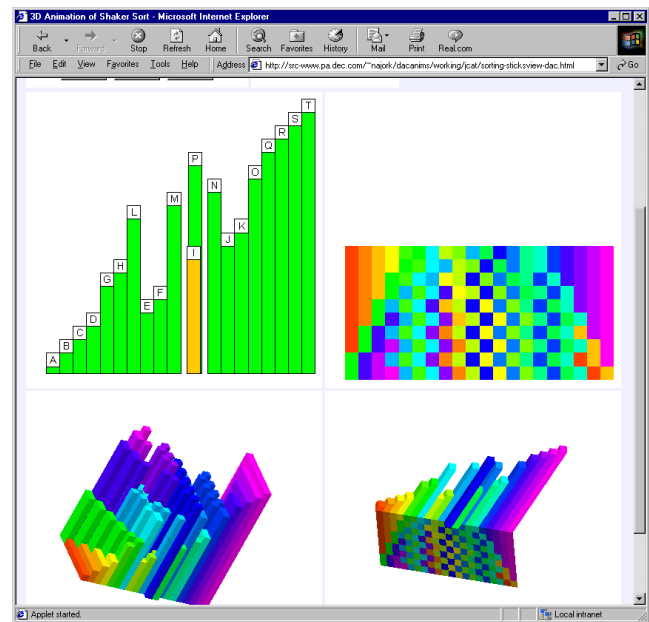 3D Animation of Shaker Sort - Microsoft Internet Explorer
Back Forward Stop Refresh Home Search Favorites History Mail Print Real.com
File Edit View Favorites Tools Help Address http://src-www.pa.dec.com/~najork/dacanims/working/jcat/sorting-sticksview-dac.html Go
T
S
R
Q
P
O
N
M
L
K
J
I
H
G
F
E
D
C
B
A
Applet started. Local intranet